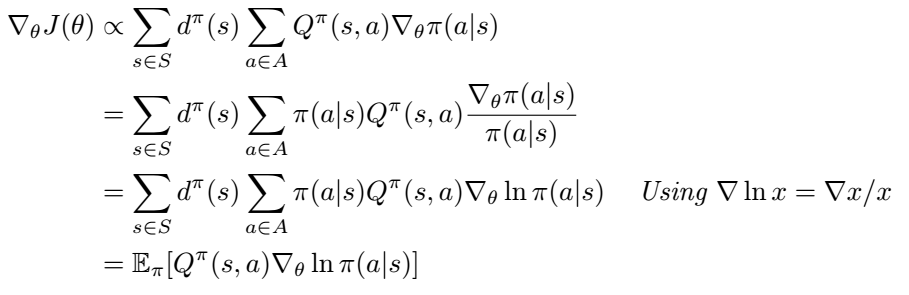 ∇_θ J(θ) ∝ ∑_{s∈S} d^π(s) ∑_{a∈A} Q^π(s, a)∇_θ π(a|s)
= ∑_{s∈S} d^π(s) ∑_{a∈A} π(a|s)Q^π(s, a) ∇_θ π(a|s) / π(a|s)
= ∑_{s∈S} d^π(s) ∑_{a∈A} π(a|s)Q^π(s, a)∇_θ ln π(a|s) Using ∇ ln x = ∇x/x
= 𝔼_π[Q^π(s, a)∇_θ ln π(a|s)]